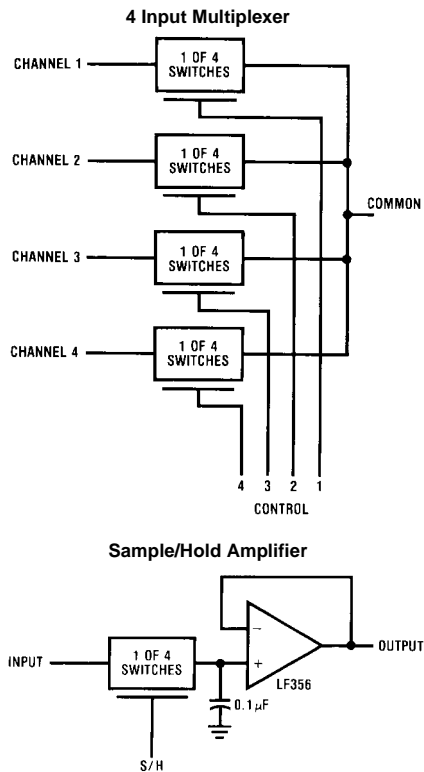 4 Input Multiplexer
CHANNEL 1
1 OF 4
SWITCHES
CHANNEL 2
1 OF 4
SWITCHES
COMMON
CHANNEL 3
1 OF 4
SWITCHES
CHANNEL 4
1 OF 4
SWITCHES
4 3 2 1
CONTROL
Sample/Hold Amplifier
INPUT
1 OF 4
SWITCHES
−
+
LF356
OUTPUT
0.1μF
S/H